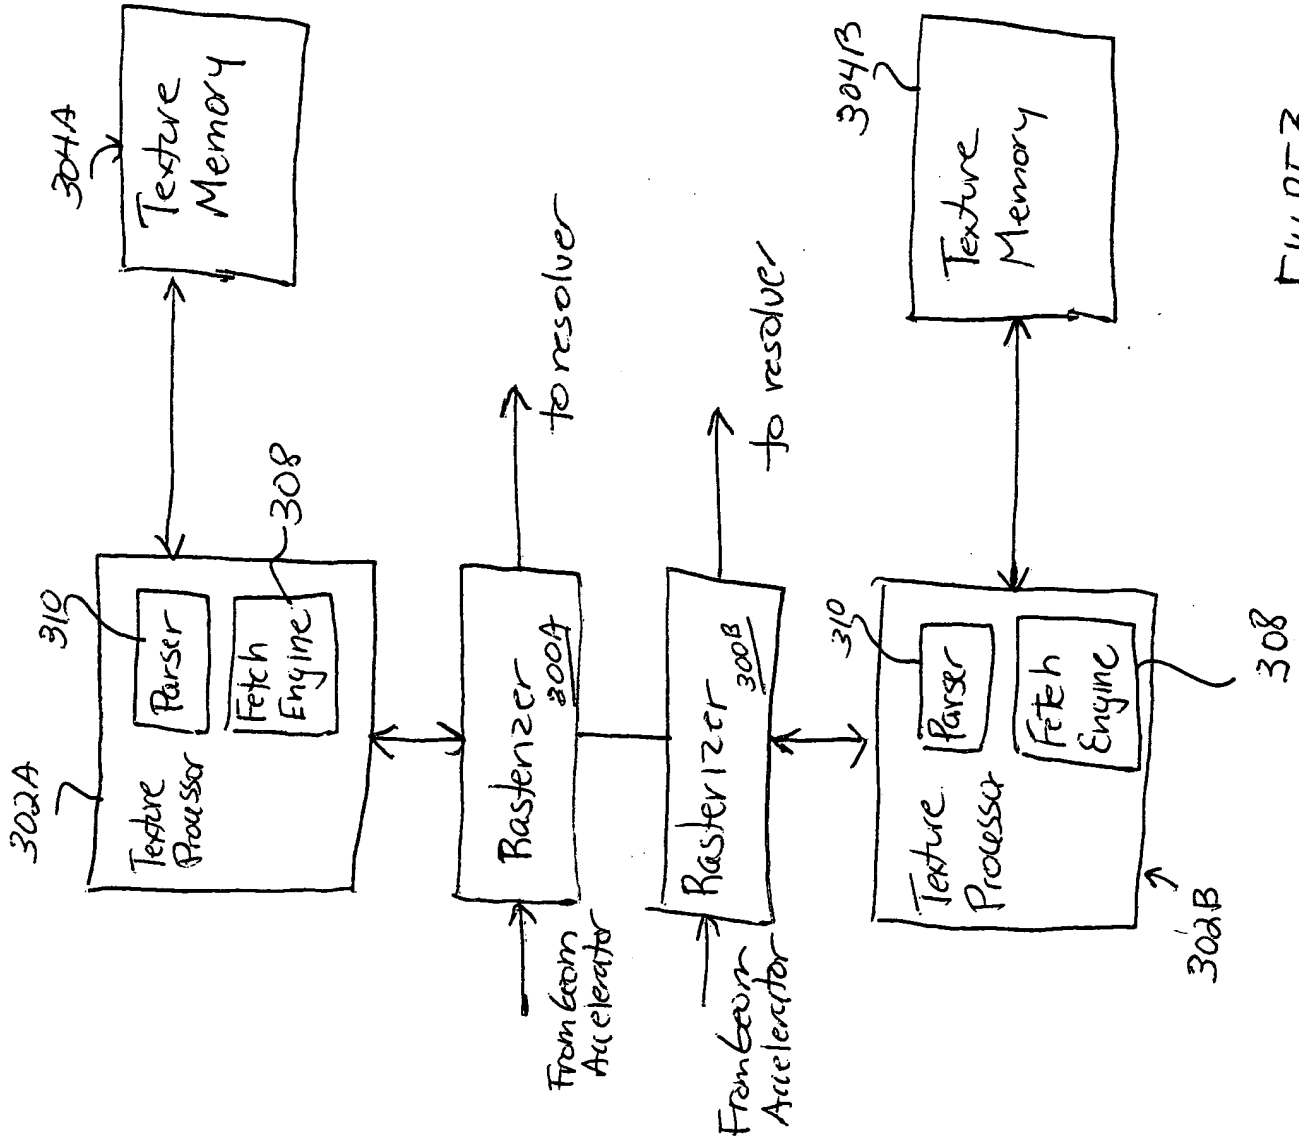 304A
Texture
Memory
302A
310
Parser
308
Fetch
Engine
Texture
Processor
to resolver
Rasterizer
300A
From Geom
Accelerator
to resolver
Rasterizer
300B
From Geom
Accelerator
304B
Texture
Memory
310
Parser
Fetch
Engine
308
Texture
Processor
302B